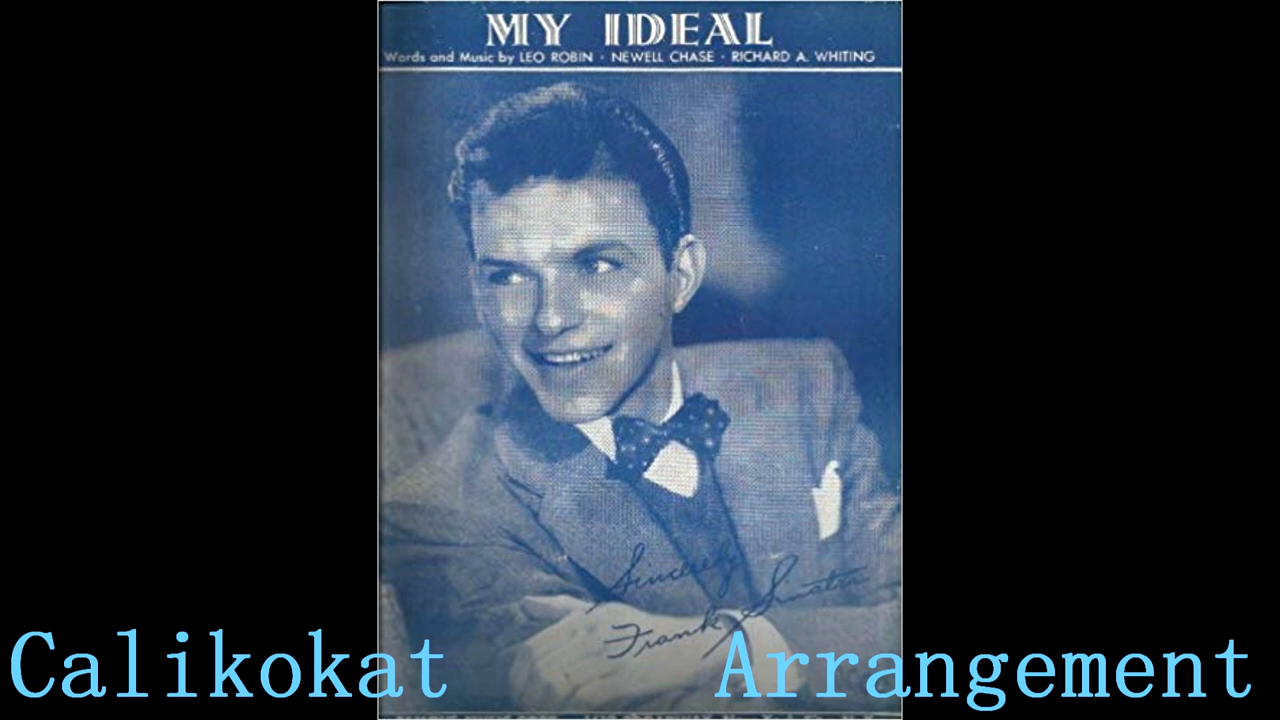 MY IDEAL
Words and Music by LEO ROBIN · NEWELL CHASE · RICHARD A. WHITING
Sincerely
Frank Sinatra
Calikokat Arrangement